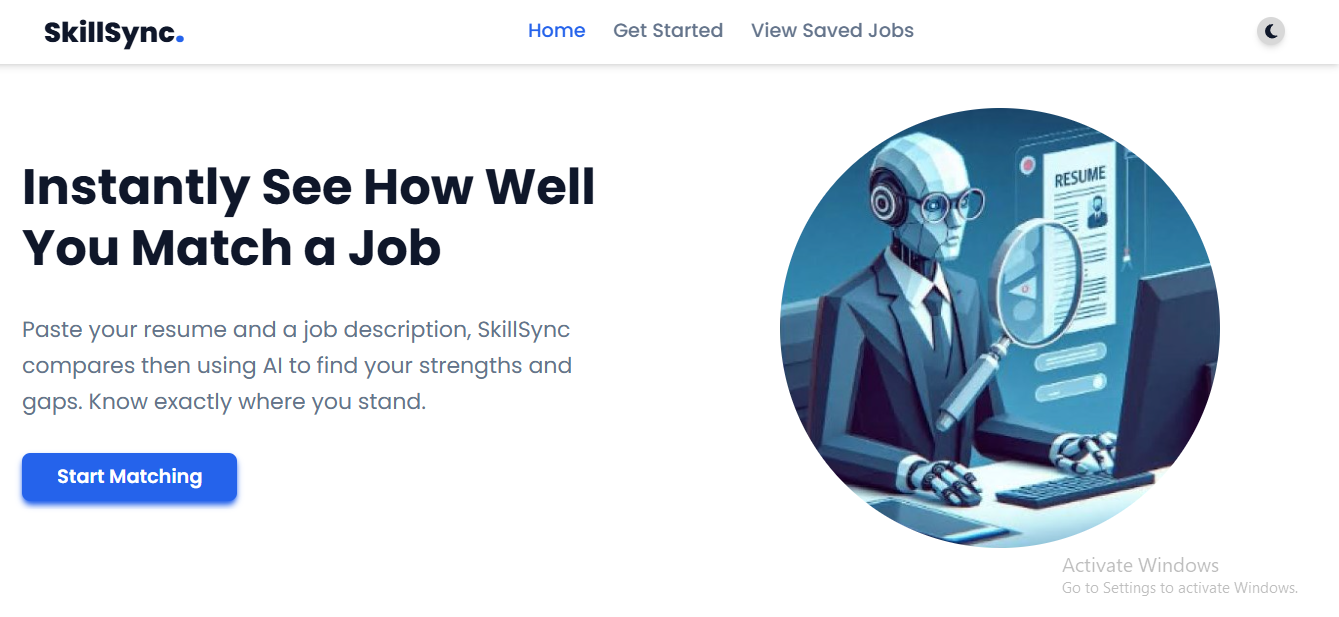 SkillSync.
Home
Get Started
View Saved Jobs
Instantly See How Well
You Match a Job
Paste your resume and a job description, SkillSync
compares then using AI to find your strengths and
gaps. Know exactly where you stand.
Start Matching
RESUME
Activate Windows
Go to Settings to activate Windows.